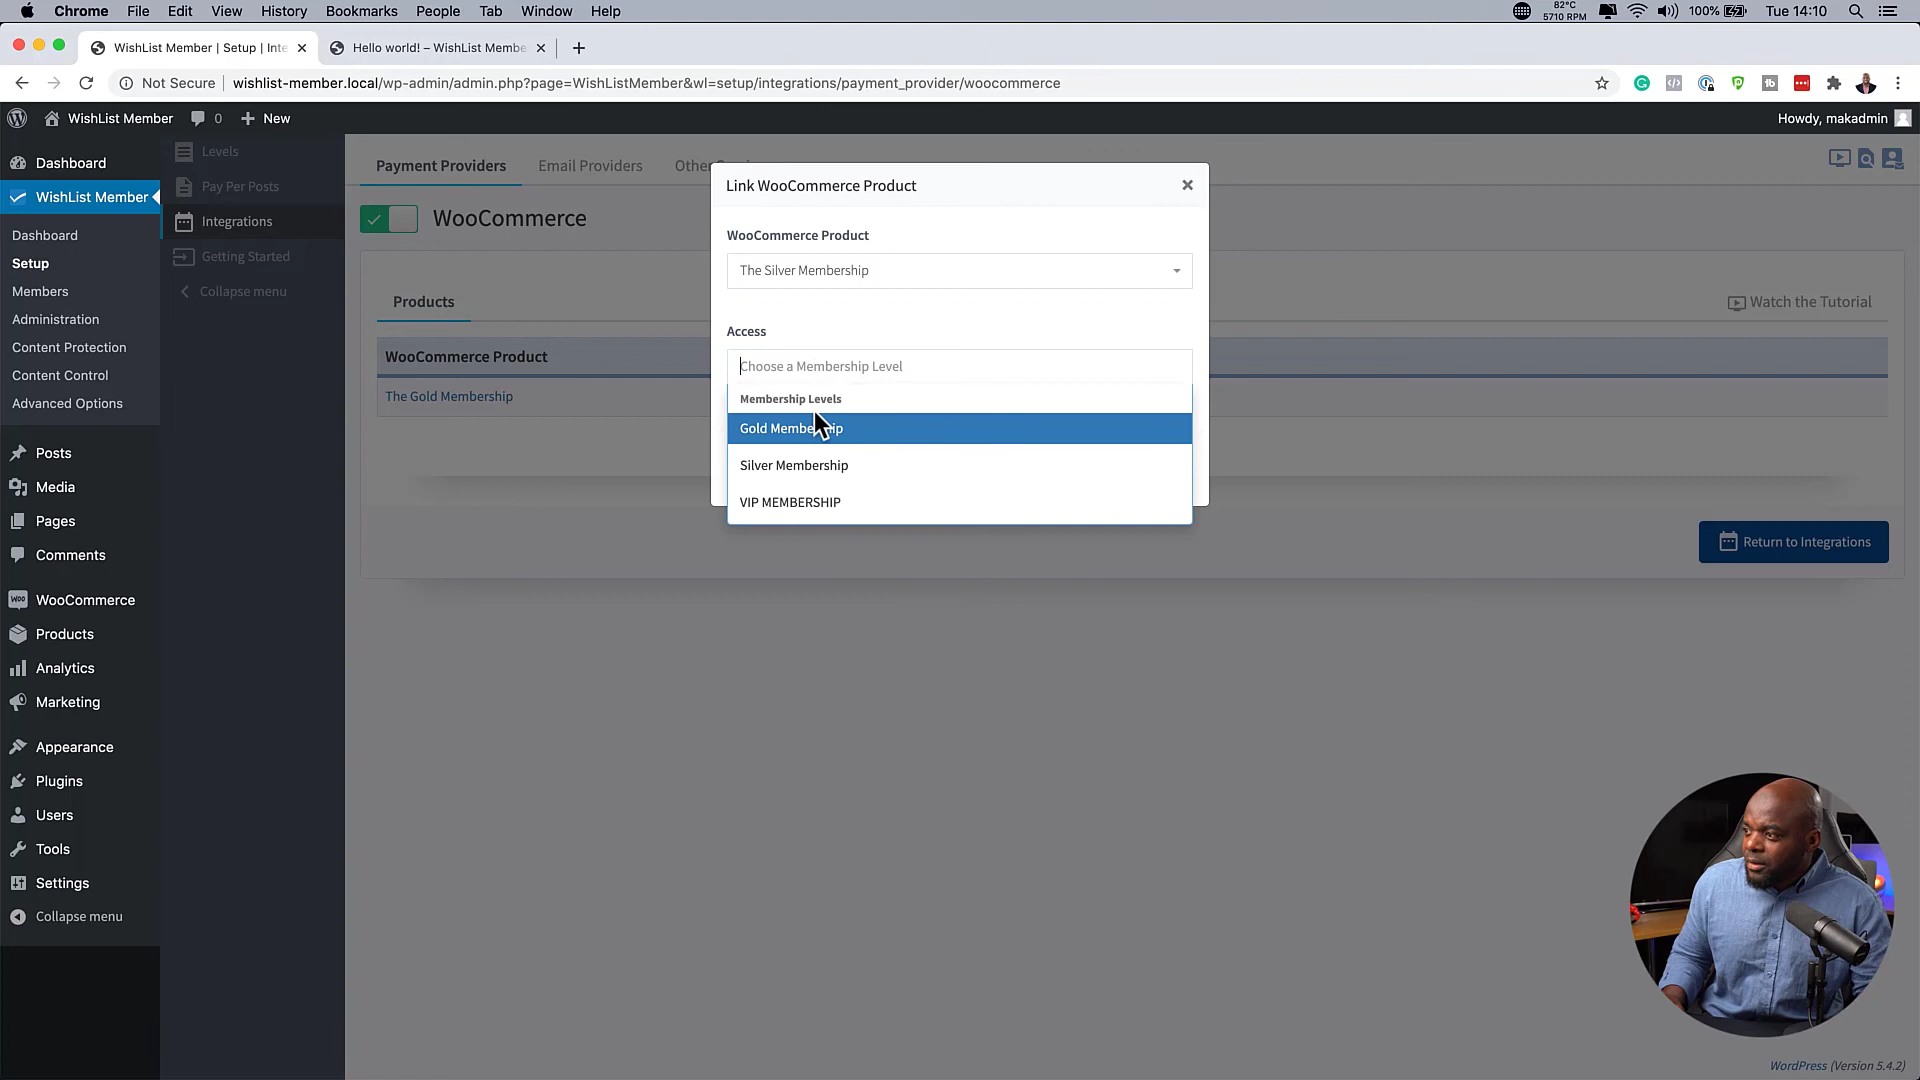 Chrome File Edit View History Bookmarks People Tab Window Help
82°C
5710 RPM
100% Tue 14:10
WishList Member | Setup | Inte
Hello world! – WishList Membe
Not Secure wishlist-member.local/wp-admin/admin.php?page=WishListMember&wl=setup/integrations/payment_provider/woocommerce
WishList Member 0 New
Howdy, makadmin
Dashboard
WishList Member
Dashboard
Setup
Members
Administration
Content Protection
Content Control
Advanced Options
Posts
Media
Pages
Comments
WOO WooCommerce
Products
Analytics
Marketing
Appearance
Plugins
Users
Tools
Settings
Collapse menu
Levels
Pay Per Posts
Integrations
Getting Started
Collapse menu
Payment Providers Email Providers
WooCommerce
Products
Watch the Tutorial
WooCommerce Product
The Gold Membership
Return to Integrations
Link WooCommerce Product
WooCommerce Product
The Silver Membership
Access
Choose a Membership Level
Membership Levels
Gold Membership
Silver Membership
VIP MEMBERSHIP
WordPress (Version 5.4.2)